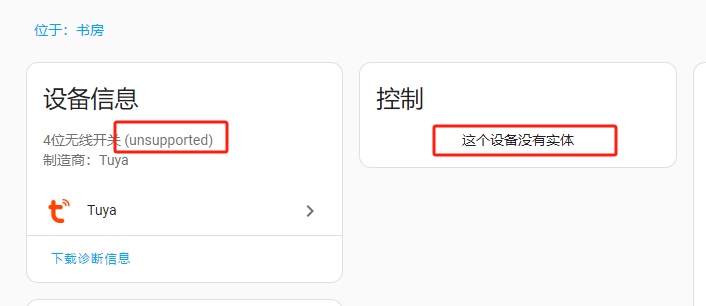 位于：书房
设备信息
4位无线开关 (unsupported)
制造商：Tuya
Tuya
下载诊断信息
控制
这个设备没有实体